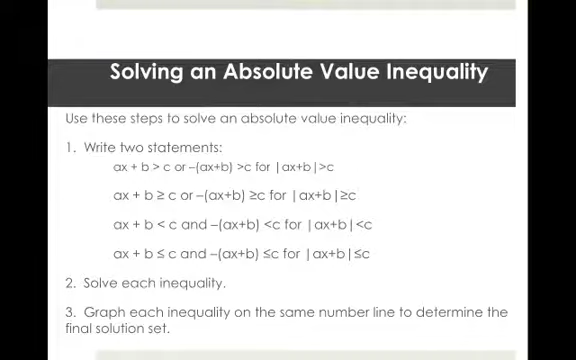 Solving an Absolute Value Inequality
Use these steps to solve an absolute value inequality:
1. Write two statements:
ax + b > c or –(ax+b) >c for |ax+b|>c
ax + b ≥ c or –(ax+b) ≥c for |ax+b|≥c
ax + b < c and –(ax+b) <c for |ax+b|<c
ax + b ≤ c and –(ax+b) ≤c for |ax+b|≤c
2. Solve each inequality.
3. Graph each inequality on the same number line to determine the
final solution set.